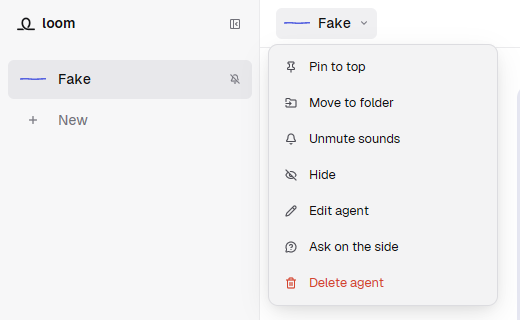 loom
Fake
New
Fake
Pin to top
Move to folder
Unmute sounds
Hide
Edit agent
Ask on the side
Delete agent